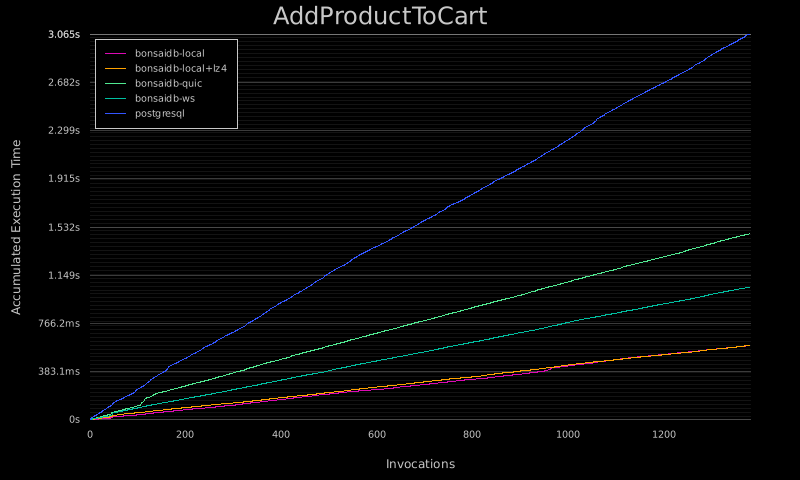 AddProductToCart
3.065s
2.682s
2.299s
1.915s
1.532s
1.149s
766.2ms
383.1ms
0s
Accumulated Execution Time
bonsaidb-local
bonsaidb-local+lz4
bonsaidb-quic
bonsaidb-ws
postgresql
0 200 400 600 800 1000 1200
Invocations